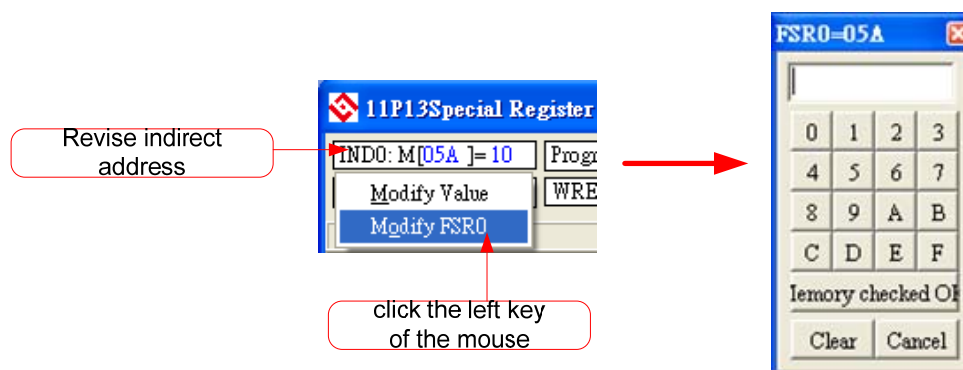 Revise indirect
address
11P13Special Register
IND0: M[05A ]= 10
Progr
Modify Value
WRE
Modify FSR0
click the left key
of the mouse
FSR0=05A
0 1 2 3
4 5 6 7
8 9 A B
C D E F
Iemory checked OI
Clear Cancel